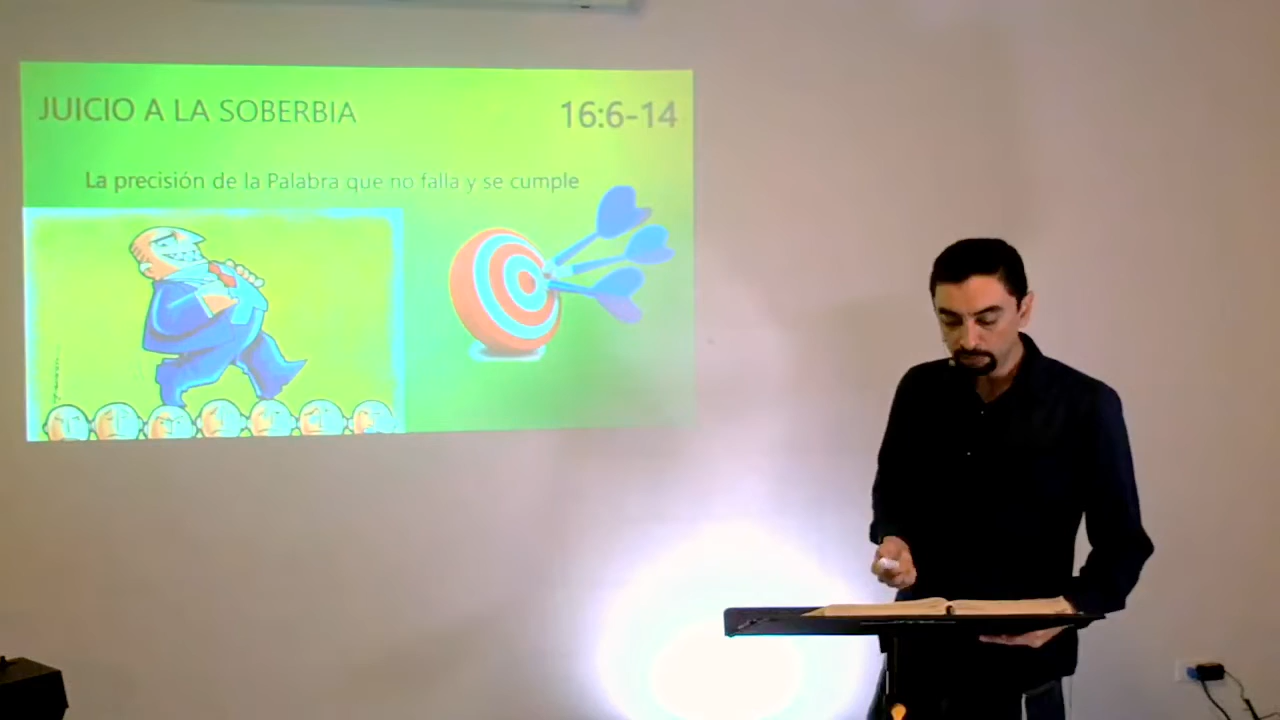 JUICIO A LA SOBERBIA
16:6-14
La precisión de la Palabra que no falla y se cumple